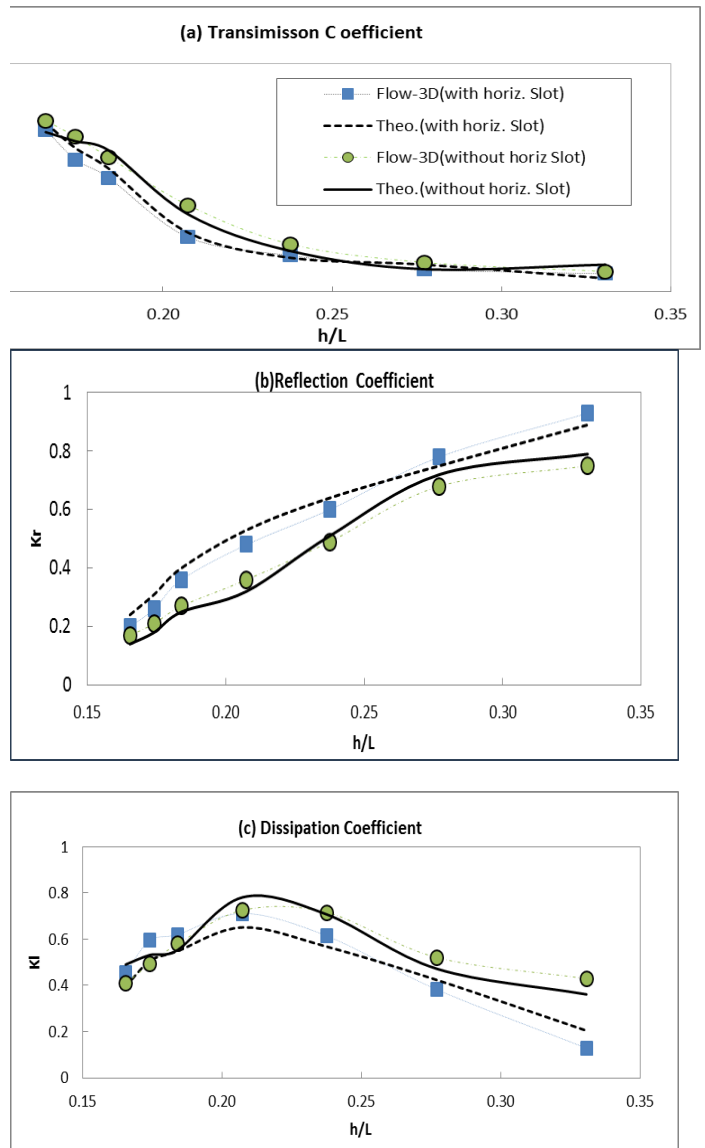 (a) Transimisson C oefficient
Flow-3D(with horiz. Slot)
Theo.(with horiz. Slot)
Flow-3D(without horiz Slot)
Theo.(without horiz. Slot)
0.20 0.25 0.30 0.35
h/L
(b)Reflection Coefficient
1
0.8
0.6
Kr
0.4
0.2
0
0.15 0.20 0.25 0.30 0.35
h/L
(c) Dissipation Coefficient
1
0.8
0.6
Kl
0.4
0.2
0
0.15 0.20 0.25 0.30 0.35
h/L